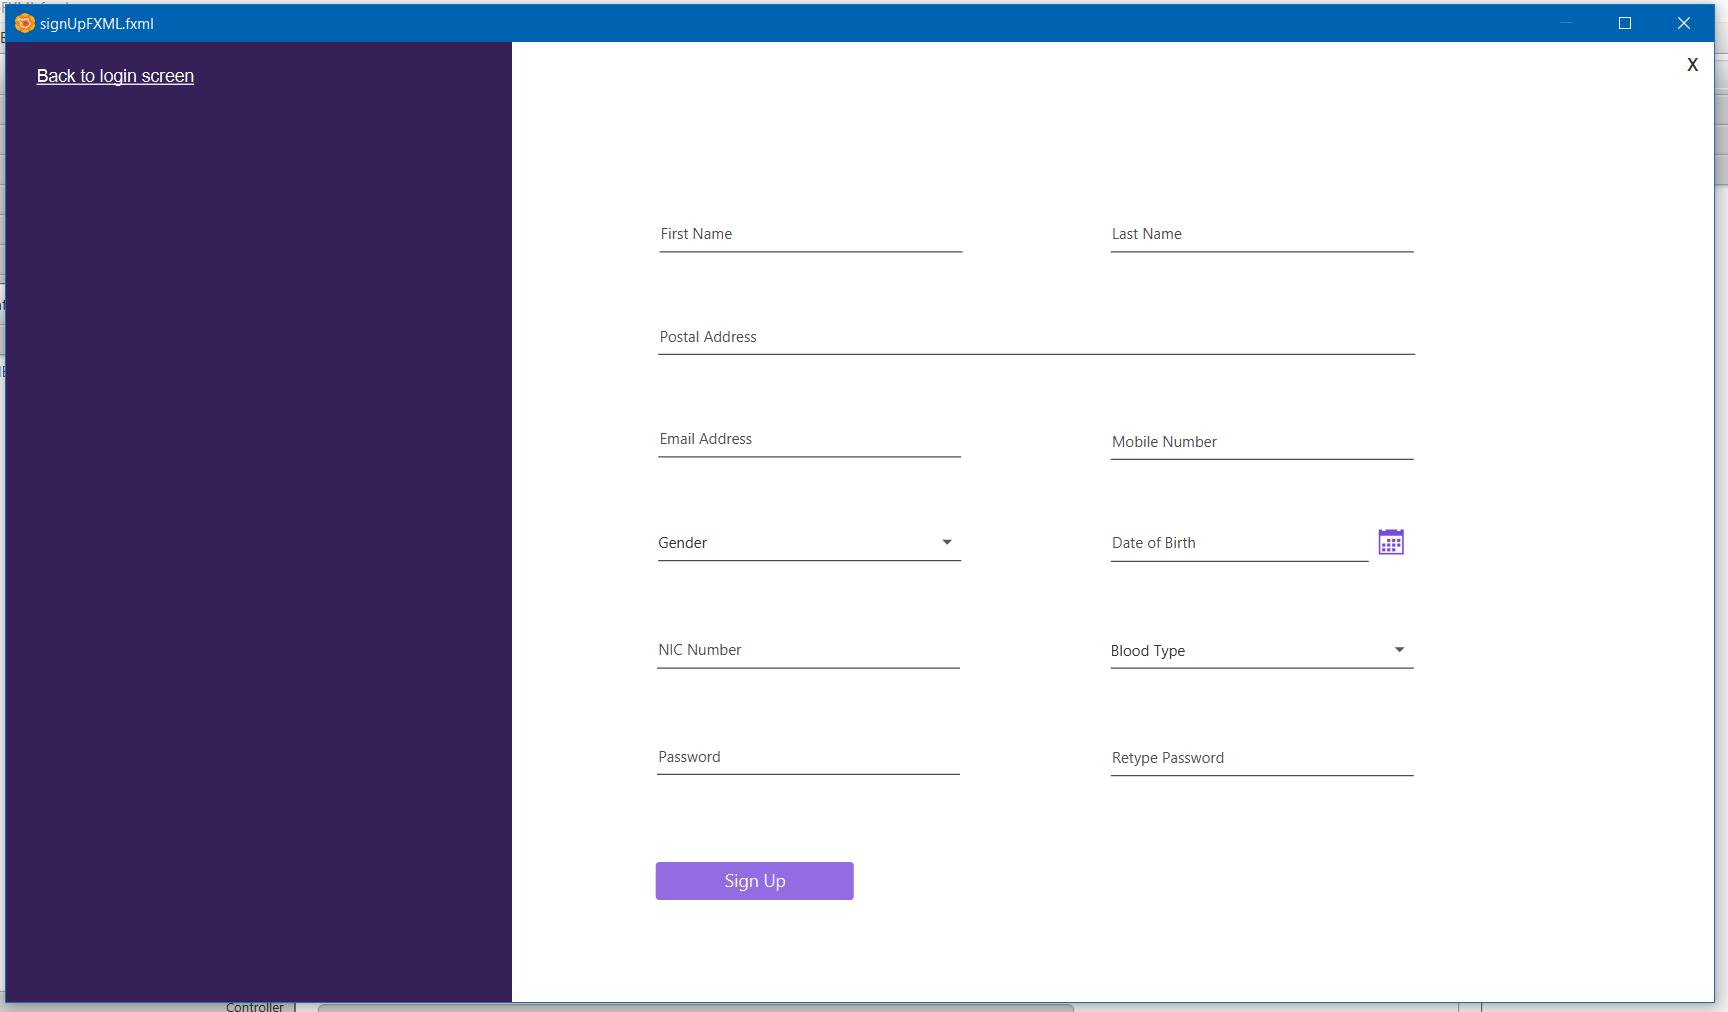 signUpFXML.fxml
Back to login screen
X
First Name
Last Name
Postal Address
Email Address
Mobile Number
Gender
Date of Birth
NIC Number
Blood Type
Password
Retype Password
Sign Up
Controller